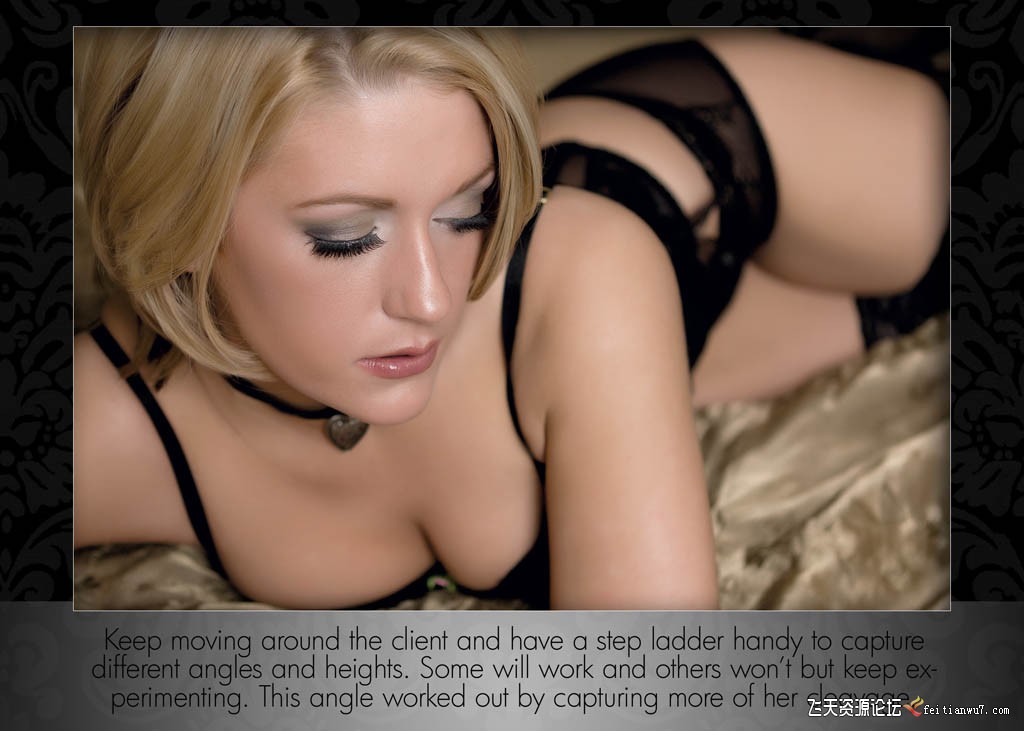 Keep moving around the client and have a step ladder handy to capture
different angles and heights. Some will work and others won't but keep ex-
perimenting. This angle worked out by capturing more of her cleavage.
飞天资源论坛 feitianwu7.com